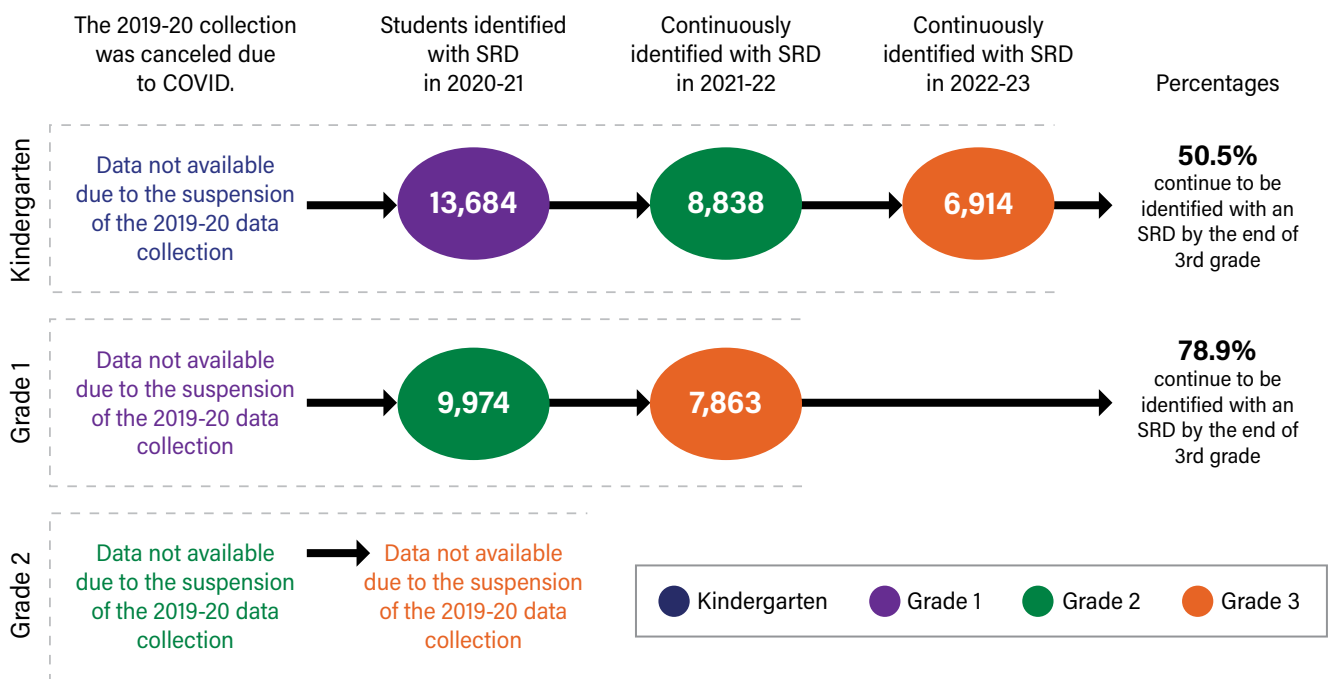 The 2019-20 collection
was canceled due
to COVID.
Students identified
with SRD
in 2020-21
Continuously
identified with SRD
in 2021-22
Continuously
identified with SRD
in 2022-23
Percentages
Kindergarten
Data not available
due to the suspension
of the 2019-20 data
collection
13,684
8,838
6,914
50.5%
continue to be
identified with an
SRD by the end of
3rd grade
Grade 1
Data not available
due to the suspension
of the 2019-20 data
collection
9,974
7,863
78.9%
continue to be
identified with an
SRD by the end of
3rd grade
Grade 2
Data not available
due to the suspension
of the 2019-20 data
collection
Data not available
due to the suspension
of the 2019-20 data
collection
Kindergarten
Grade 1
Grade 2
Grade 3